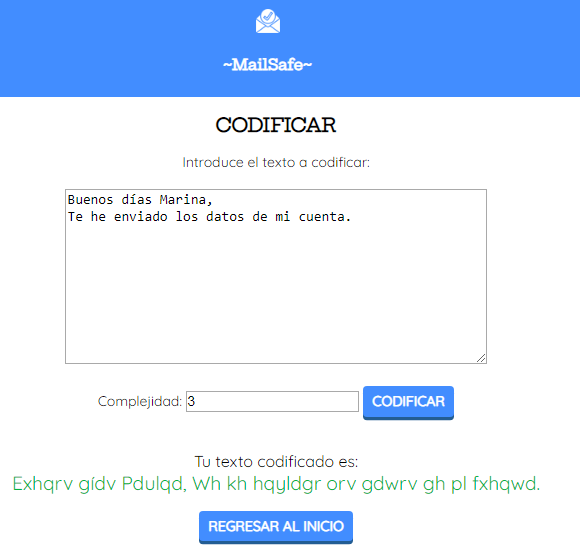 ~MailSafe~
CODIFICAR
Introduce el texto a codificar:
Buenos días Marina,
Te he enviado los datos de mi cuenta.
Complejidad: 3 CODIFICAR
Tu texto codificado es:
Exhqrv gídv Pdulqd, Wh kh hqyldgr orv gdwrv gh pl fxhqwd.
REGRESAR AL INICIO